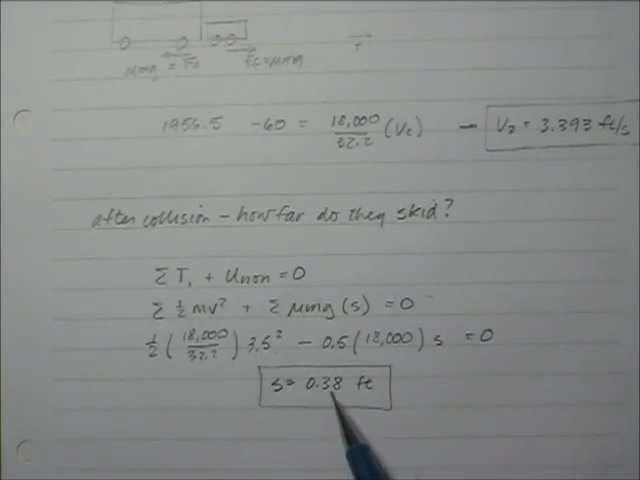 μmg = Fc fc = μmg
1956.5 -60 = 18,000/32.2 (V2) — V2 = 3.393 ft/s
after collision - how far do they skid?
Σ T1 + Unon = 0
Σ ½ mv² + Σ μmg (s) = 0
½ (18,000/32.2) 3.5² - 0.5 (18,000) s = 0
s = 0.38 ft